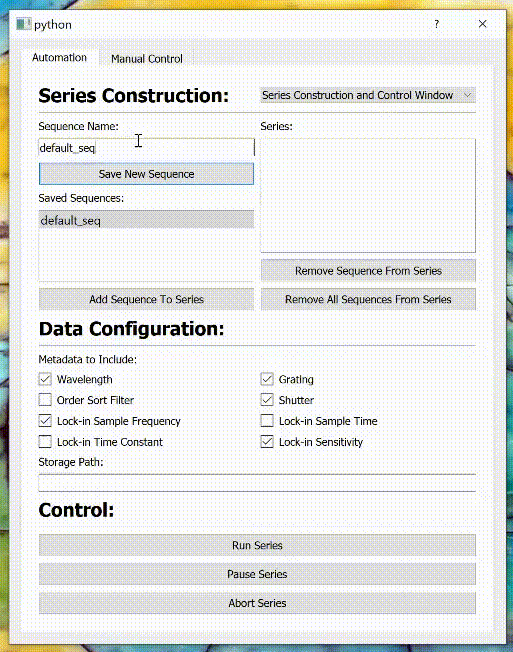 python
?
Automation
Manual Control
Series Construction:
Series Construction and Control Window
Sequence Name:
Series:
default_seq
Save New Sequence
Saved Sequences:
default_seq
Remove Sequence From Series
Add Sequence To Series
Remove All Sequences From Series
Data Configuration:
Metadata to Include:
Wavelength
Grating
Order Sort Filter
Shutter
Lock-in Sample Frequency
Lock-in Sample Time
Lock-in Time Constant
Lock-in Sensitivity
Storage Path:
Control:
Run Series
Pause Series
Abort Series